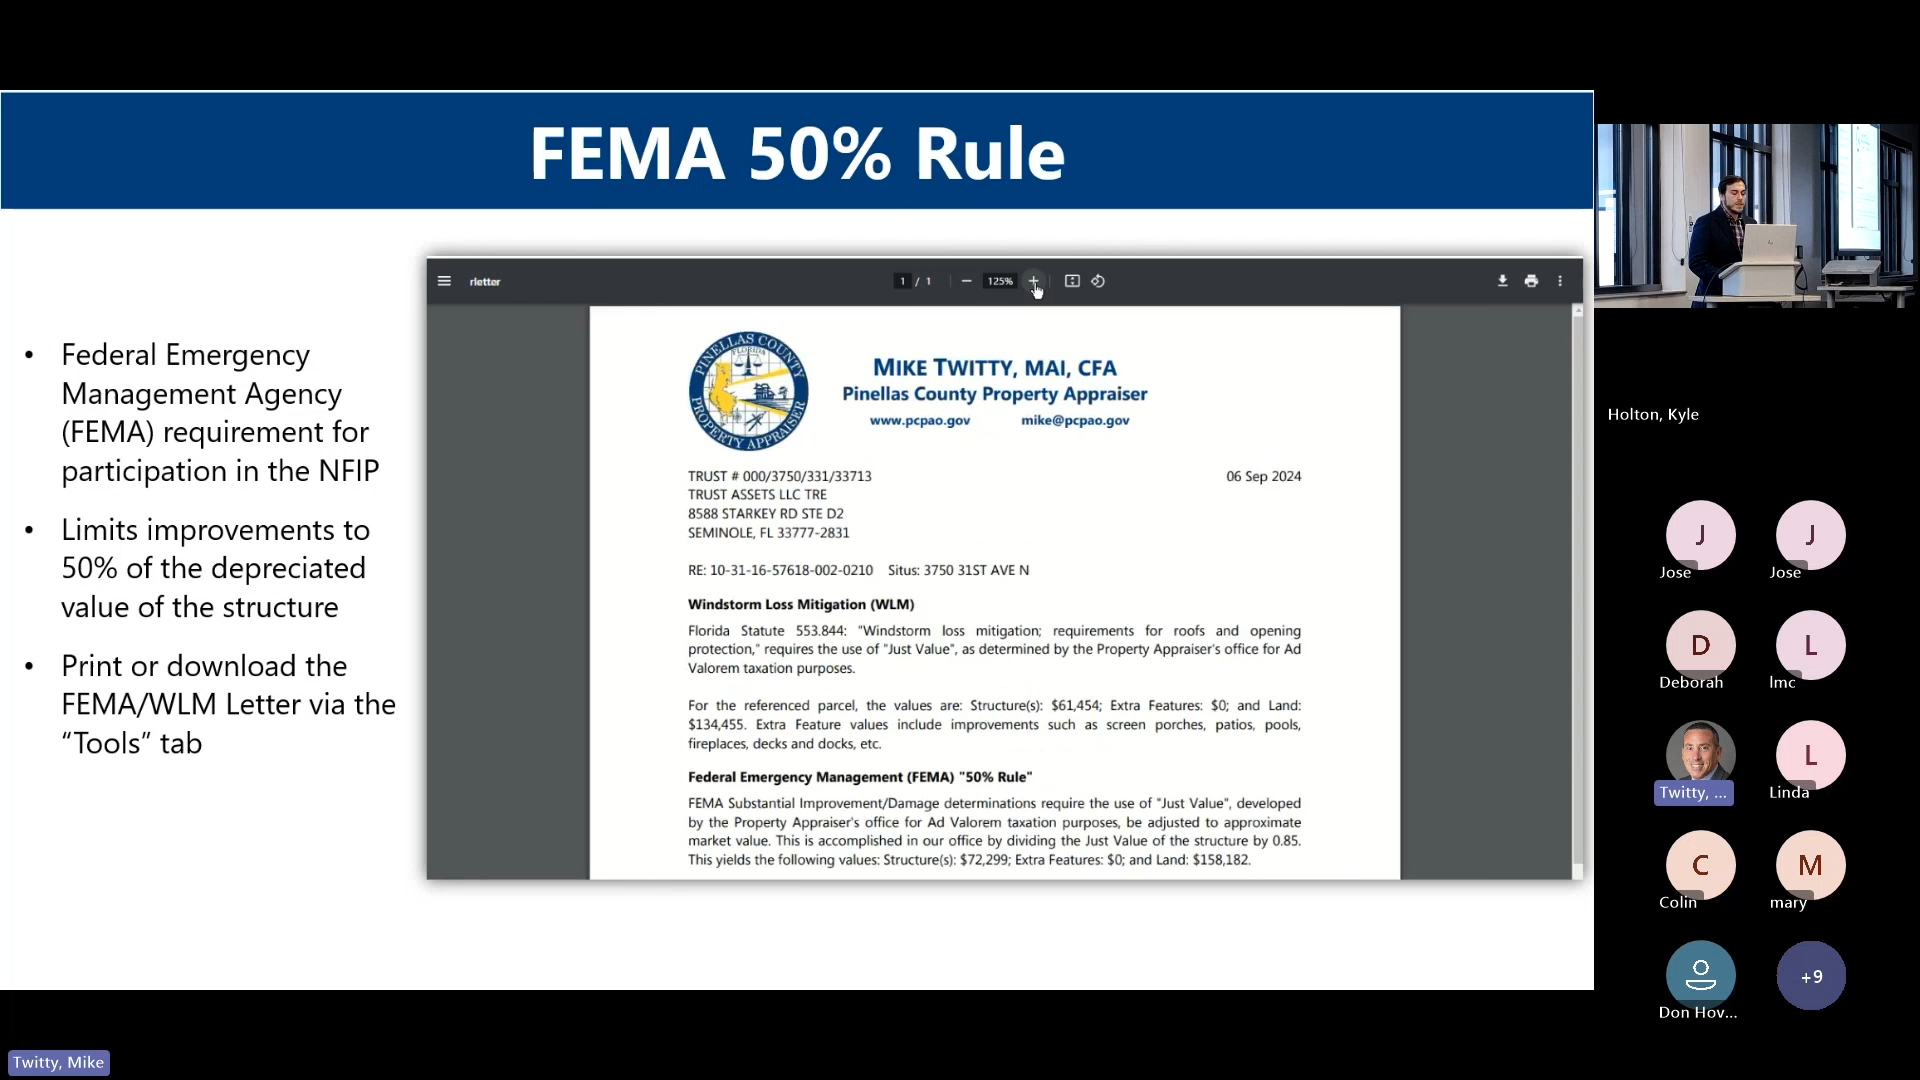 FEMA 50% Rule
• Federal Emergency
Management Agency
(FEMA) requirement for
participation in the NFIP
• Limits improvements to
50% of the depreciated
value of the structure
• Print or download the
FEMA/WLM Letter via the
“Tools” tab
rletter
1 / 1
125%
PINELLAS COUNTY
FLORIDA
PROPERTY APPRAISER
MIKE TWITTY, MAI, CFA
Pinellas County Property Appraiser
www.pcpao.gov mike@pcpao.gov
TRUST # 000/3750/331/33713 06 Sep 2024
TRUST ASSETS LLC TRE
8588 STARKEY RD STE D2
SEMINOLE, FL 33777-2831
RE: 10-31-16-57618-002-0210 Situs: 3750 31ST AVE N
Windstorm Loss Mitigation (WLM)
Florida Statute 553.844: "Windstorm loss mitigation; requirements for roofs and opening
protection," requires the use of "Just Value", as determined by the Property Appraiser's office for Ad
Valorem taxation purposes.
For the referenced parcel, the values are: Structure(s): $61,454; Extra Features: $0; and Land:
$134,455. Extra Feature values include improvements such as screen porches, patios, pools,
fireplaces, decks and docks, etc.
Federal Emergency Management (FEMA) "50% Rule"
FEMA Substantial Improvement/Damage determinations require the use of "Just Value", developed
by the Property Appraiser's office for Ad Valorem taxation purposes, be adjusted to approximate
market value. This is accomplished in our office by dividing the Just Value of the structure by 0.85.
This yields the following values: Structure(s): $72,299; Extra Features: $0; and Land: $158,182.
Holton, Kyle
J J
Jose Jose
D L
Deborah lmc
L
Twitty, ... Linda
C M
Colin mary
+9
Don Hov...
Twitty, Mike